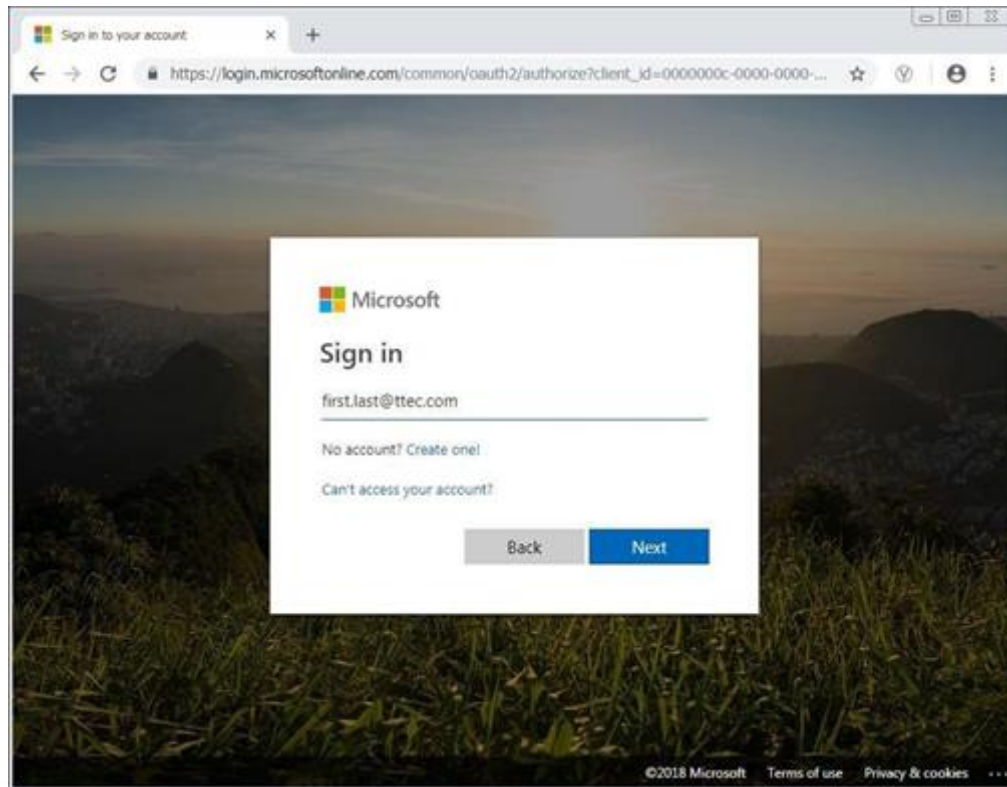 Sign in to your account
https://login.microsoftonline.com/common/oauth2/authorize?client_id=0000000c-0000-0000-...
Microsoft
Sign in
first.last@ttec.com
No account? Create one!
Can't access your account?
Back Next
©2018 Microsoft Terms of use Privacy & cookies ...